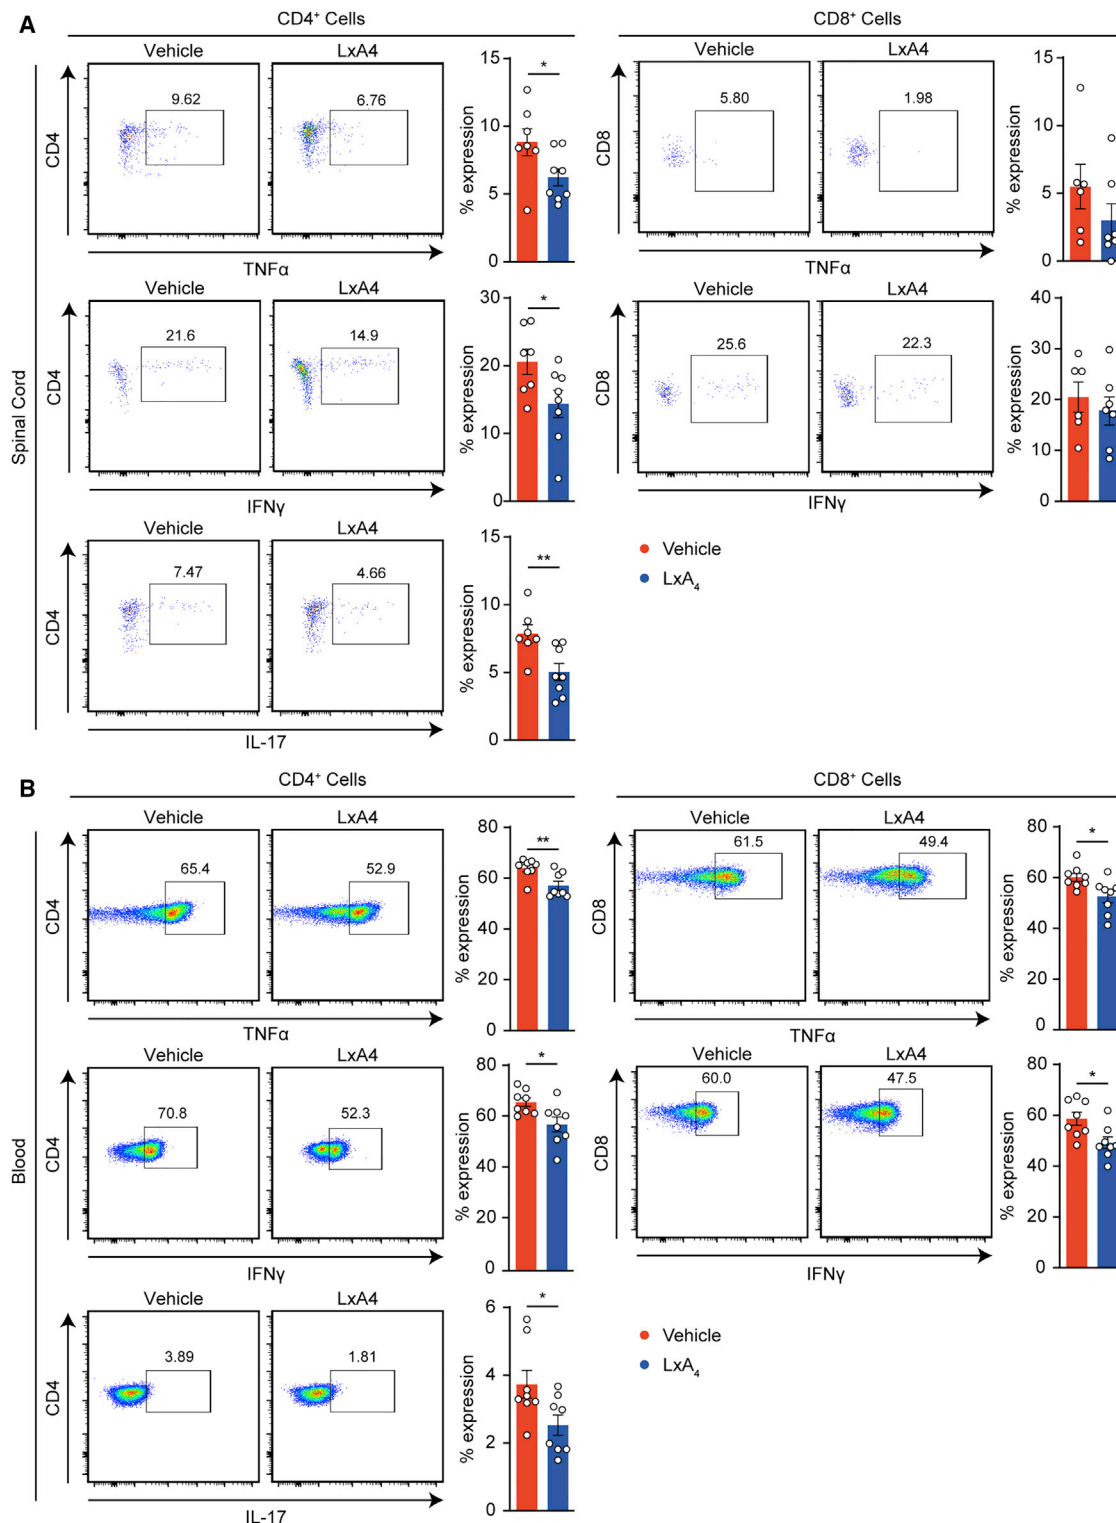 A
CD4⁺ Cells
CD8⁺ Cells
Vehicle
LxA4
Vehicle
LxA4
9.62
6.76
5.80
1.98
CD4
TNFα
% expression
15
10
5
0
*
CD8
TNFα
% expression
15
10
5
0
Spinal Cord
Vehicle
LxA4
Vehicle
LxA4
21.6
14.9
25.6
22.3
CD4
IFNγ
% expression
30
20
10
0
*
CD8
IFNγ
% expression
40
30
20
10
0
Vehicle
LxA4
7.47
4.66
CD4
IL-17
% expression
15
10
5
0
**
Vehicle
LxA₄
B
CD4⁺ Cells
CD8⁺ Cells
Vehicle
LxA4
Vehicle
LxA4
65.4
52.9
61.5
49.4
CD4
TNFα
% expression
80
60
40
20
0
**
CD8
TNFα
% expression
80
60
40
20
0
*
Blood
Vehicle
LxA4
Vehicle
LxA4
70.8
52.3
60.0
47.5
CD4
IFNγ
% expression
80
60
40
20
0
*
CD8
IFNγ
% expression
80
60
40
20
0
*
Vehicle
LxA4
3.89
1.81
CD4
IL-17
% expression
6
4
2
0
*
Vehicle
LxA₄